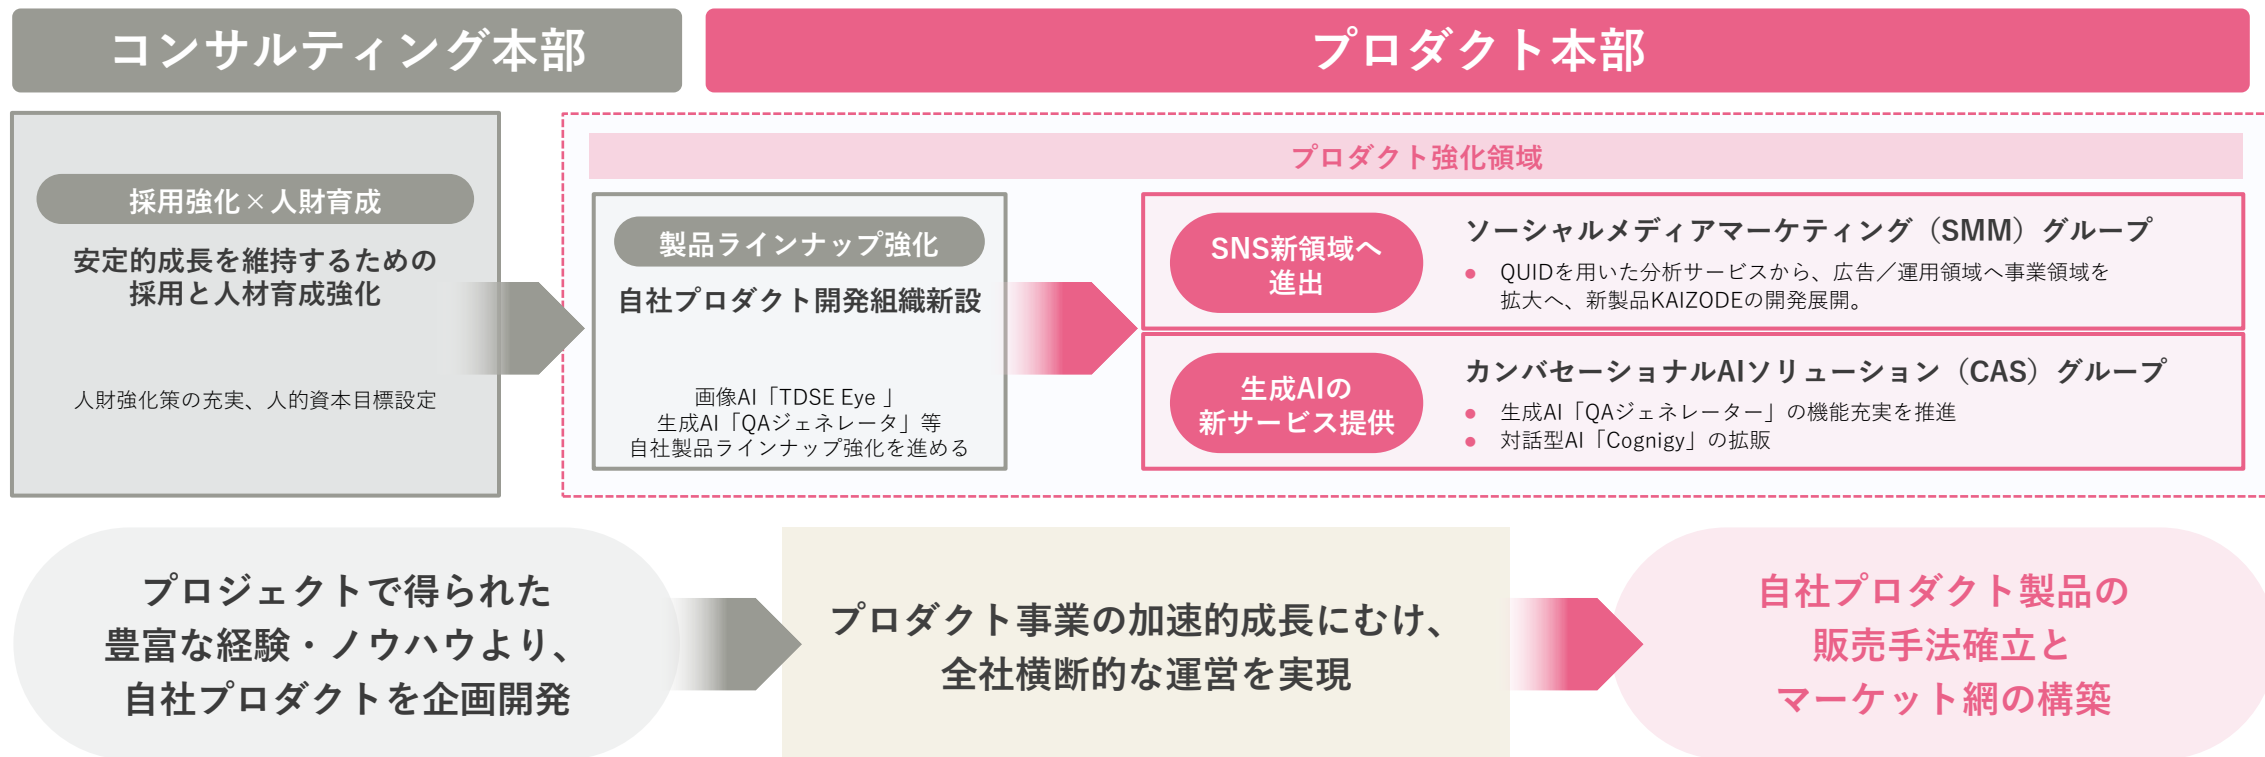 コンサルティング本部
プロダクト本部
採用強化×人財育成
安定的成長を維持するための
採用と人材育成強化
人財強化策の充実、人的資本目標設定
プロダクト強化領域
製品ラインナップ強化
自社プロダクト開発組織新設
画像AI「TDSE Eye 」
生成AI「QAジェネレータ」等
自社製品ラインナップ強化を進める
SNS新領域へ
進出
ソーシャルメディアマーケティング（SMM）グループ
● QUIDを用いた分析サービスから、広告／運用領域へ事業領域を
拡大へ、新製品KAIZODEの開発展開。
生成AIの
新サービス提供
カンバセーショナルAIソリューション（CAS）グループ
● 生成AI「QAジェネレーター」の機能充実を推進
● 対話型AI「Cognigy」の拡販
プロジェクトで得られた
豊富な経験・ノウハウより、
自社プロダクトを企画開発
プロダクト事業の加速的成長にむけ、
全社横断的な運営を実現
自社プロダクト製品の
販売手法確立と
マーケット網の構築